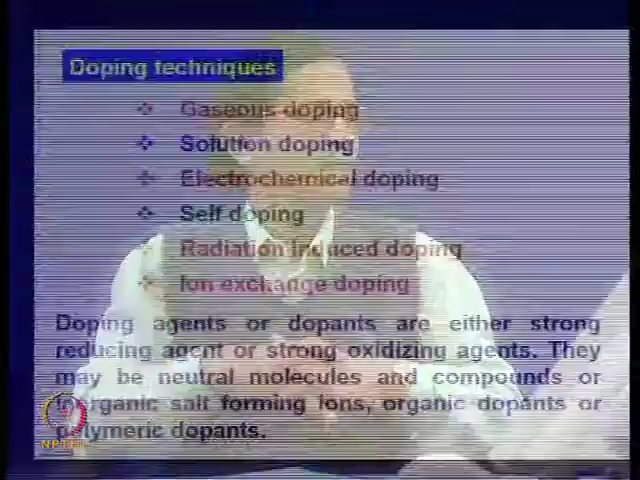 Doping techniques
Gaseous doping
Solution doping
Electrochemical doping
Self doping
Radiation induced doping
Ion exchange doping
Doping agents or dopants are either strong
reducing agent or strong oxidizing agents. They
may be neutral molecules and compounds or
inorganic salt forming ions, organic dopants or
polymeric dopants.
NPTEL